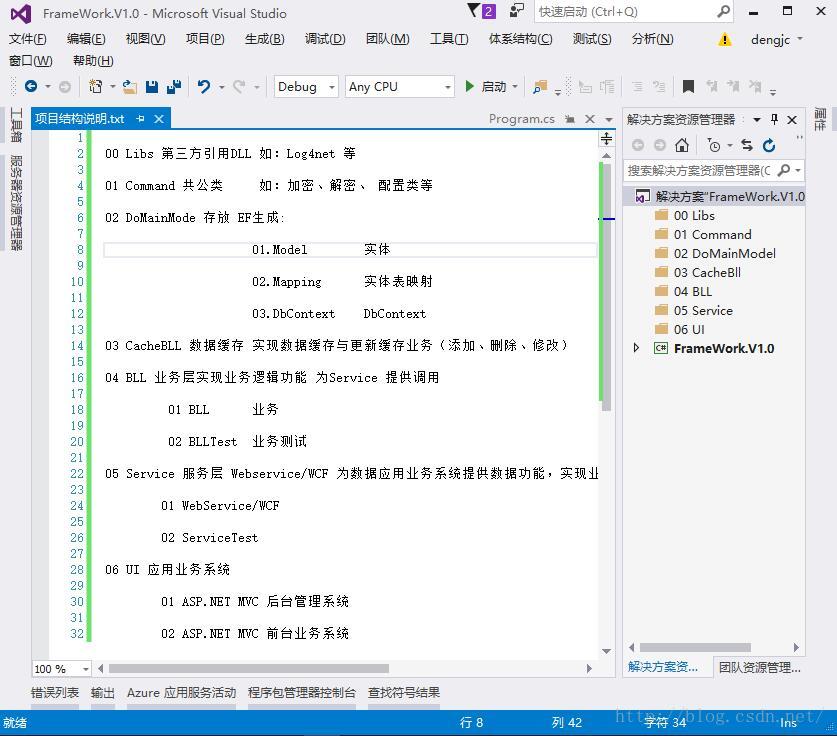 FrameWork.V1.0 - Microsoft Visual Studio
2
快速启动 (Ctrl+Q)
文件(F) 编辑(E) 视图(V) 项目(P) 生成(B) 调试(D) 团队(M) 工具(T) 体系结构(C) 测试(S) 分析(N) dengjc
窗口(W) 帮助(H)
Debug Any CPU 启动
工具箱
服务器资源管理器
项目结构说明.txt Program.cs
1
2 00 Libs 第三方引用DLL 如：Log4net 等
3
4 01 Command 共公类 如：加密、解密、 配置类等
5
6 02 DoMainMode 存放 EF生成:
7
8 01.Model 实体
9
10 02.Mapping 实体表映射
11
12 03.DbContext DbContext
13
14 03 CacheBLL 数据缓存 实现数据缓存与更新缓存业务（添加、删除、修改）
15
16 04 BLL 业务层实现业务逻辑功能 为Service 提供调用
17
18 01 BLL 业务
19
20 02 BLLTest 业务测试
21
22 05 Service 服务层 Webservice/WCF 为数据应用业务系统提供数据功能，实现业
23
24 01 WebService/WCF
25
26 02 ServiceTest
27
28 06 UI 应用业务系统
29
30 01 ASP.NET MVC 后台管理系统
31
32 02 ASP.NET MVC 前台业务系统
100 %
解决方案资源管理器
搜索解决方案资源管理器(C
解决方案"FrameWork.V1.0
00 Libs
01 Command
02 DoMainModel
03 CacheBll
04 BLL
05 Service
06 UI
FrameWork.V1.0
C#
解决方案资... 团队资源管理...
属性
错误列表 输出 Azure 应用服务活动 程序包管理器控制台 查找符号结果
就绪 行 8 列 42 字符 34 Ins
http://blog.csdn.net/